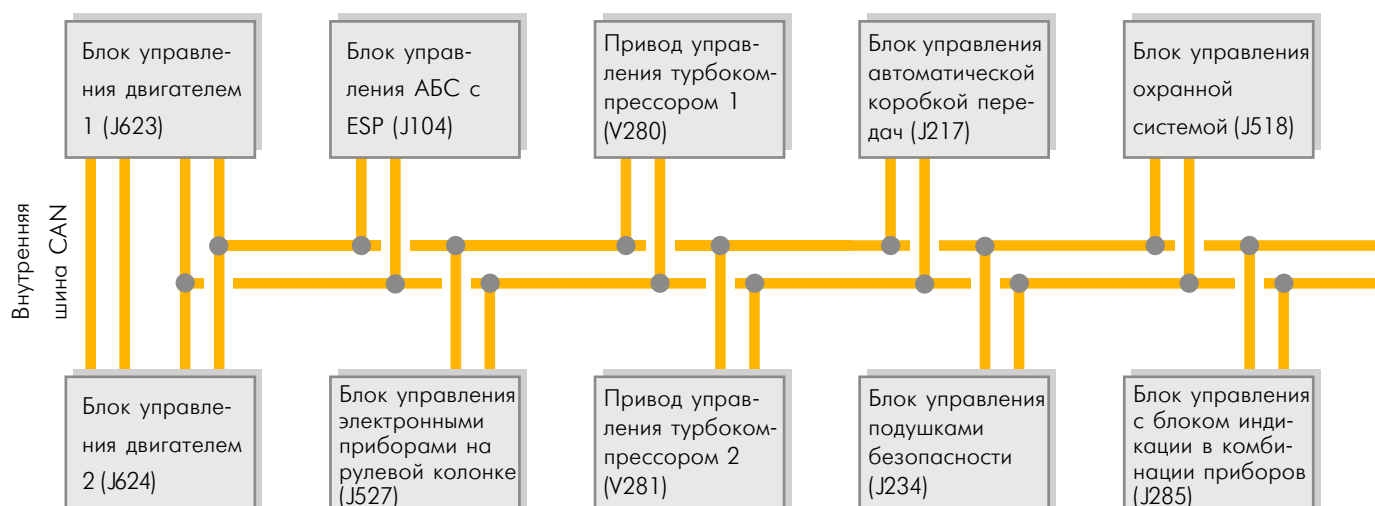 Блок управле-
ния двигателем
1 (J623)
Блок управ-
ления АБС с
ESP (J104)
Привод управ-
ления турбоком-
прессором 1
(V280)
Блок управления
автоматической
коробкой пере-
дач (J217)
Блок управления
охранной
системой (J518)
Внутренняя
шина CAN
Блок управле-
ния двигателем
2 (J624)
Блок управления
электронными
приборами на
рулевой колонке
(J527)
Привод управ-
ления турбоком-
прессором 2
(V281)
Блок управления
подушками
безопасности
(J234)
Блок управления
с блоком инди-
кации в комби-
нации приборов
(J285)